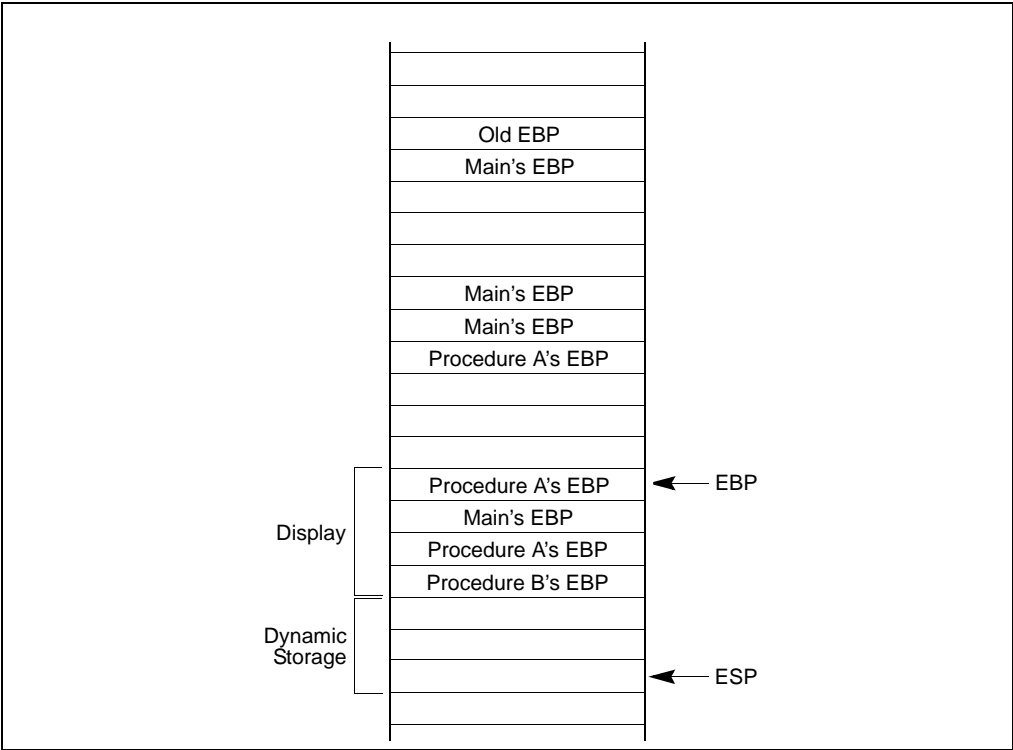 Old EBP
Main's EBP
Main's EBP
Main's EBP
Procedure A's EBP
Procedure A's EBP
EBP
Main's EBP
Display
Procedure A's EBP
Procedure B's EBP
Dynamic
Storage
ESP